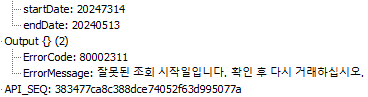 startDate: 20247314
endDate: 20240513
Output {} (2)
ErrorCode: 80002311
ErrorMessage: 잘못된 조회 시작일입니다. 확인 후 다시 거래하십시오.
API_SEQ: 383477ca8c388dce74052f63d995077a